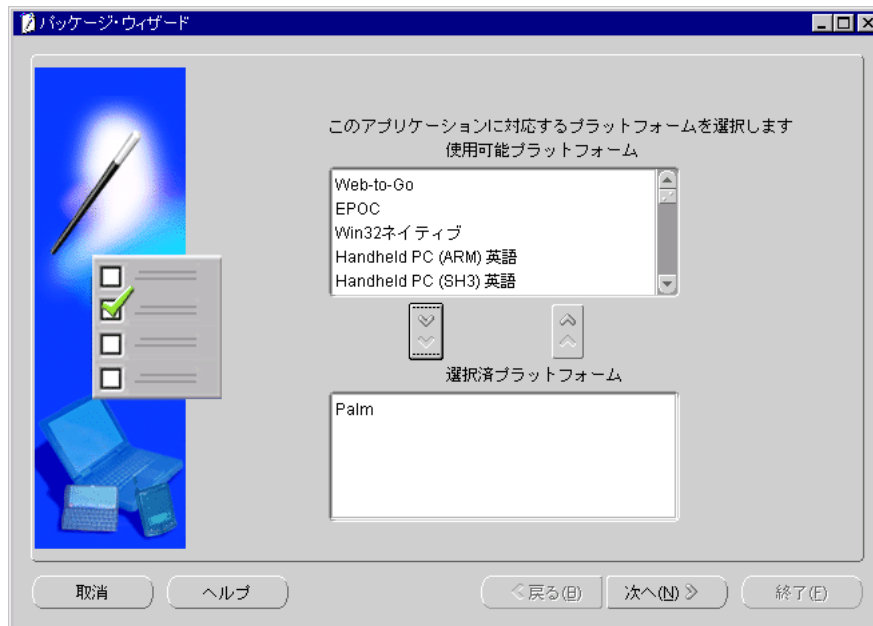 パッケージ・ウィザード
このアプリケーションに対応するプラットフォームを選択します
使用可能プラットフォーム
Web-to-Go
EPOC
Win32ネイティブ
Handheld PC (ARM) 英語
Handheld PC (SH3) 英語
選択済プラットフォーム
Palm
取消
ヘルプ
戻る(B)
次へ(N)
終了(F)